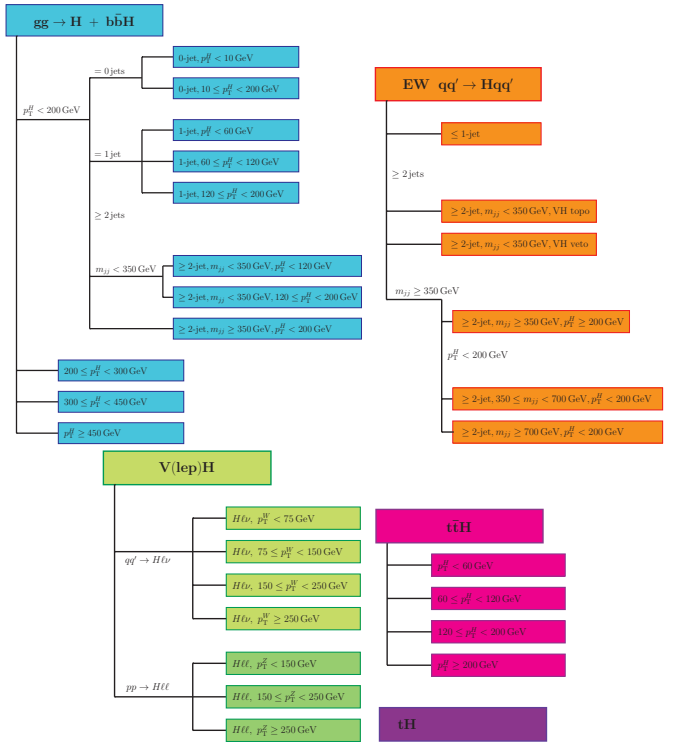 gg → H + bb̄H
= 0 jets
0-jet, p_T^H < 10 GeV
0-jet, 10 ≤ p_T^H < 200 GeV
p_T^H < 200 GeV
= 1 jet
1-jet, p_T^H < 60 GeV
1-jet, 60 ≤ p_T^H < 120 GeV
1-jet, 120 ≤ p_T^H < 200 GeV
≥ 2 jets
m_jj < 350 GeV
≥ 2-jet, m_jj < 350 GeV, p_T^H < 120 GeV
≥ 2-jet, m_jj < 350 GeV, 120 ≤ p_T^H < 200 GeV
≥ 2-jet, m_jj ≥ 350 GeV, p_T^H < 200 GeV
200 ≤ p_T^H < 300 GeV
300 ≤ p_T^H < 450 GeV
p_T^H ≥ 450 GeV
EW qq′ → Hqq′
≤ 1-jet
≥ 2 jets
≥ 2-jet, m_jj < 350 GeV, VH topo
≥ 2-jet, m_jj < 350 GeV, VH veto
m_jj ≥ 350 GeV
≥ 2-jet, m_jj ≥ 350 GeV, p_T^H ≥ 200 GeV
p_T^H < 200 GeV
≥ 2-jet, 350 ≤ m_jj < 700 GeV, p_T^H < 200 GeV
≥ 2-jet, m_jj ≥ 700 GeV, p_T^H < 200 GeV
V(lep)H
Hℓν, p_T^W < 75 GeV
qq′ → Hℓν
Hℓν, 75 ≤ p_T^W < 150 GeV
Hℓν, 150 ≤ p_T^W < 250 GeV
Hℓν, p_T^W ≥ 250 GeV
Hℓℓ, p_T^Z < 150 GeV
pp → Hℓℓ
Hℓℓ, 150 ≤ p_T^Z < 250 GeV
Hℓℓ, p_T^Z ≥ 250 GeV
tt̄H
p_T^H < 60 GeV
60 ≤ p_T^H < 120 GeV
120 ≤ p_T^H < 200 GeV
p_T^H ≥ 200 GeV
tH